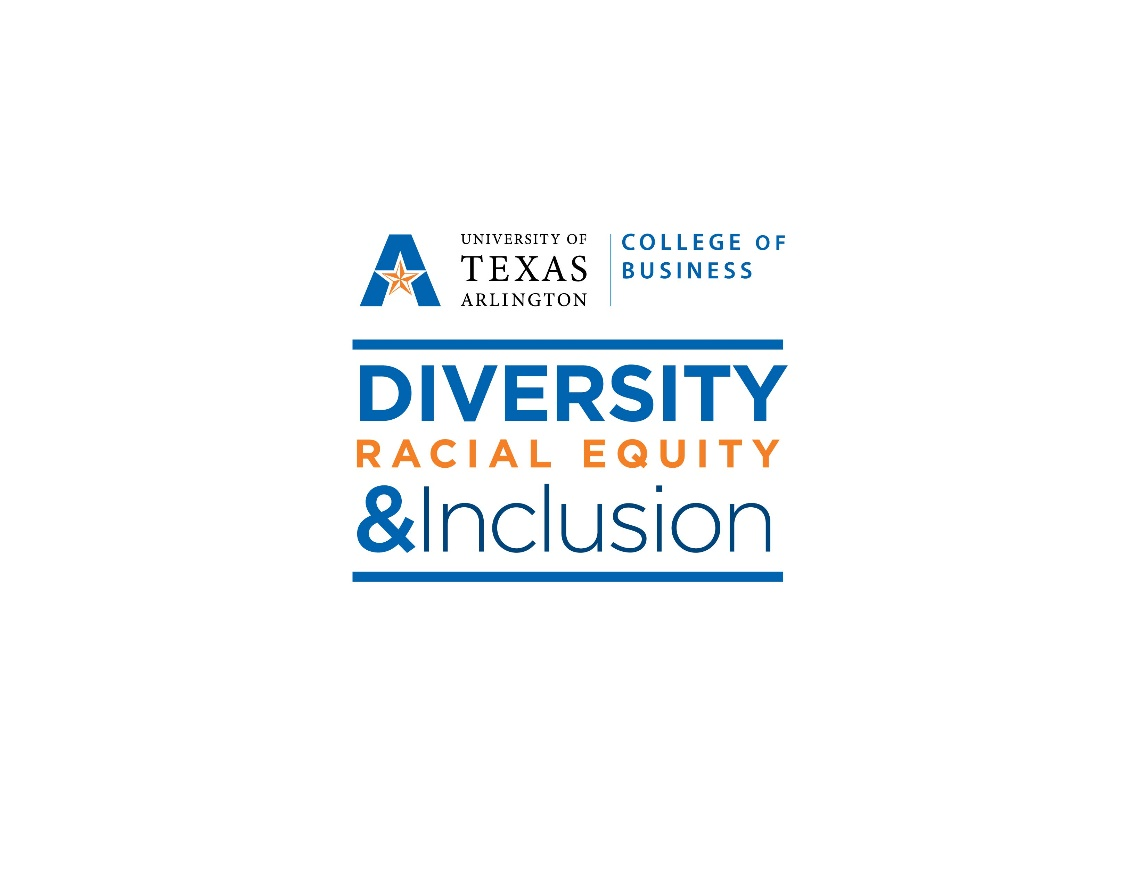 UNIVERSITY OF
TEXAS
ARLINGTON
COLLEGE OF
BUSINESS
DIVERSITY
RACIAL EQUITY
&Inclusion